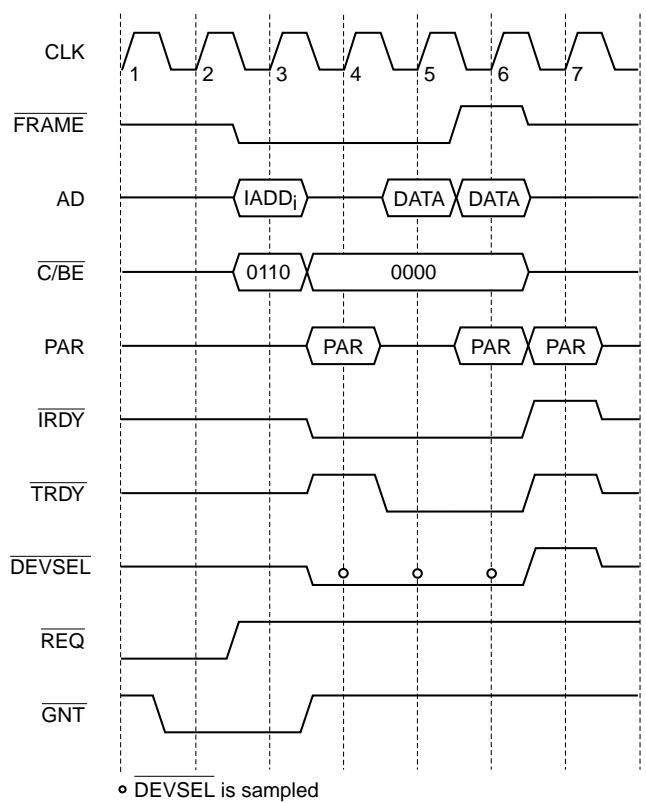 CLK
1 2 3 4 5 6 7
FRAME
AD IADDi DATA DATA
C/BE 0110 0000
PAR PAR PAR PAR
IRDY
TRDY
DEVSEL
REQ
GNT
DEVSEL is sampled